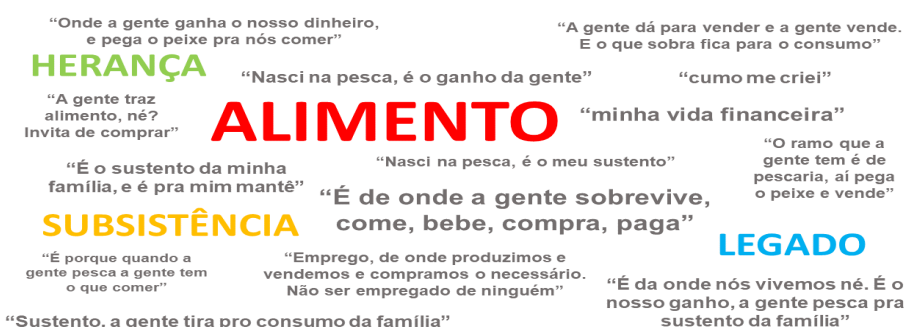 “Onde a gente ganha o nosso dinheiro,
e pega o peixe pra nós comer”
“A gente dá para vender e a gente vende.
E o que sobra fica para o consumo”
HERANÇA
“Nasci na pesca, é o ganho da gente”
“cumo me criei”
“A gente traz
alimento, né?
Invita de comprar”
ALIMENTO
“minha vida financeira”
“O ramo que a
gente tem é de
pescaria, aí pega
o peixe e vende”
“É o sustento da minha
família, e é pra mim mantê”
“Nasci na pesca, é o meu sustento”
“É de onde a gente sobrevive,
come, bebe, compra, paga”
SUBSISTÊNCIA
LEGADO
“É porque quando a
gente pesca a gente tem
o que comer”
“Emprego, de onde produzimos e
vendemos e compramos o necessário.
Não ser empregado de ninguém”
“É da onde nós vivemos né. É o
nosso ganho, a gente pesca pra
sustento da família”
“Sustento, a gente tira pro consumo da família”